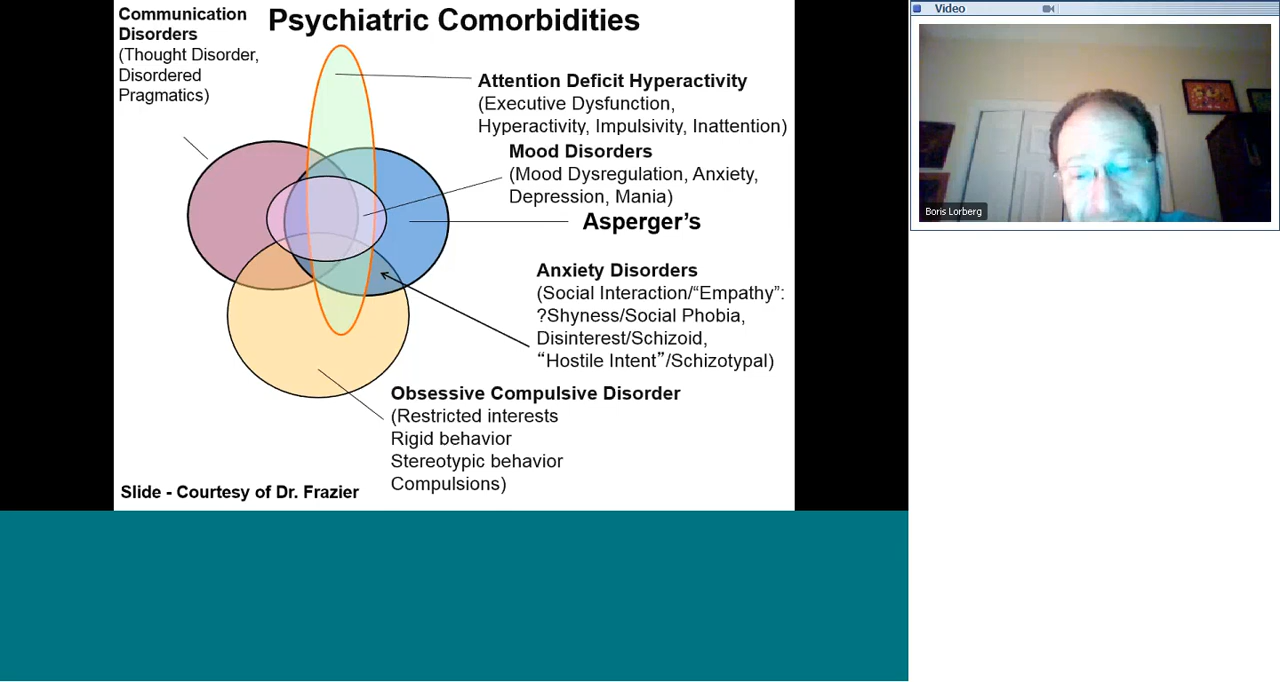 Psychiatric Comorbidities
Communication
Disorders
(Thought Disorder,
Disordered
Pragmatics)
Attention Deficit Hyperactivity
(Executive Dysfunction,
Hyperactivity, Impulsivity, Inattention)
Mood Disorders
(Mood Dysregulation, Anxiety,
Depression, Mania)
Asperger’s
Anxiety Disorders
(Social Interaction/“Empathy”:
?Shyness/Social Phobia,
Disinterest/Schizoid,
“Hostile Intent”/Schizotypal)
Obsessive Compulsive Disorder
(Restricted interests
Rigid behavior
Stereotypic behavior
Compulsions)
Slide - Courtesy of Dr. Frazier
Video
Boris Lorberg